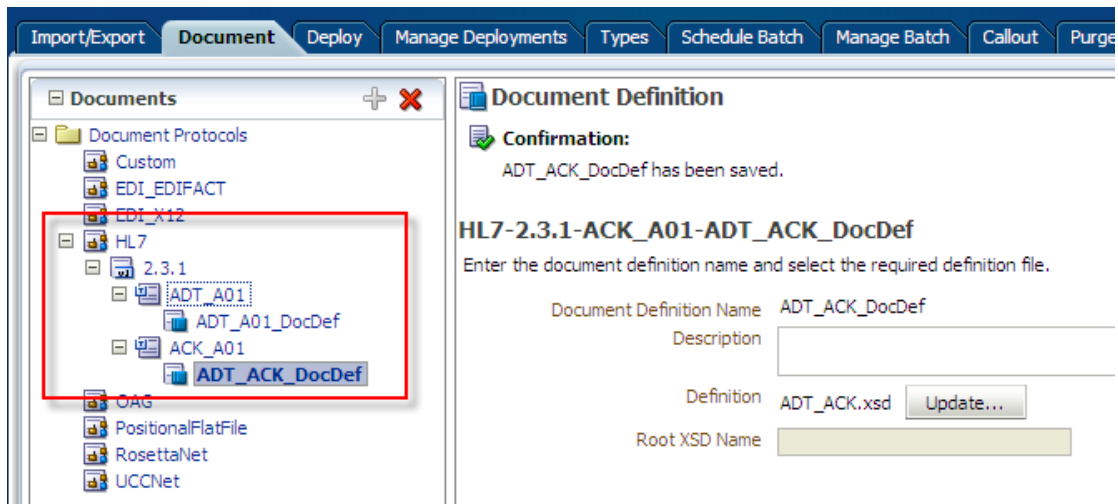 Import/Export Document Deploy Manage Deployments Types Schedule Batch Manage Batch Callout Purge
Documents
Document Protocols
Custom
EDI_EDIFACT
EDI_X12
HL7
2.3.1
ADT_A01
ADT_A01_DocDef
ACK_A01
ADT_ACK_DocDef
OAG
PositionalFlatFile
RosettaNet
UCCNet
Document Definition
Confirmation:
ADT_ACK_DocDef has been saved.
HL7-2.3.1-ACK_A01-ADT_ACK_DocDef
Enter the document definition name and select the required definition file.
Document Definition Name ADT_ACK_DocDef
Description
Definition ADT_ACK.xsd Update...
Root XSD Name